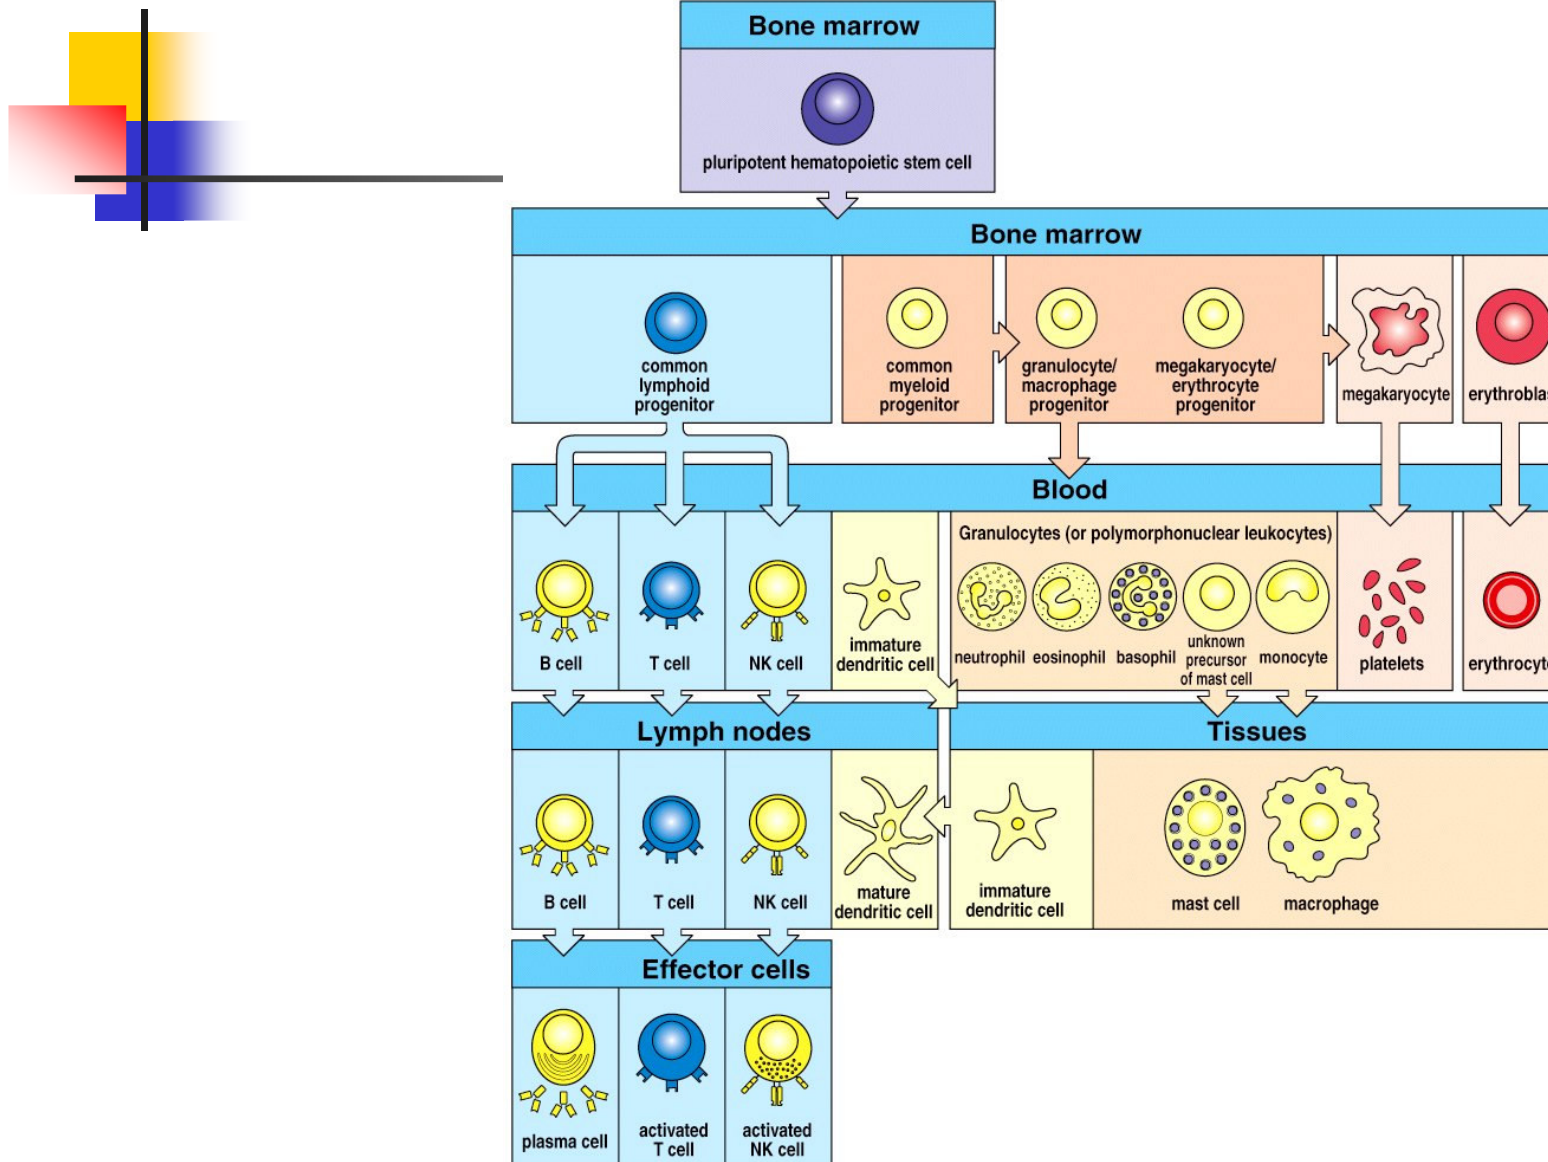 Bone marrow
pluripotent hematopoietic stem cell
Bone marrow
common
lymphoid
progenitor
common
myeloid
progenitor
granulocyte/
macrophage
progenitor
megakaryocyte/
erythrocyte
progenitor
megakaryocyte
erythroblas
Blood
Granulocytes (or polymorphonuclear leukocytes)
B cell
T cell
NK cell
immature
dendritic cell
neutrophil
eosinophil
basophil
unknown
precursor
of mast cell
monocyte
platelets
erythrocyt
Lymph nodes
Tissues
B cell
T cell
NK cell
mature
dendritic cell
immature
dendritic cell
mast cell
macrophage
Effector cells
plasma cell
activated
T cell
activated
NK cell